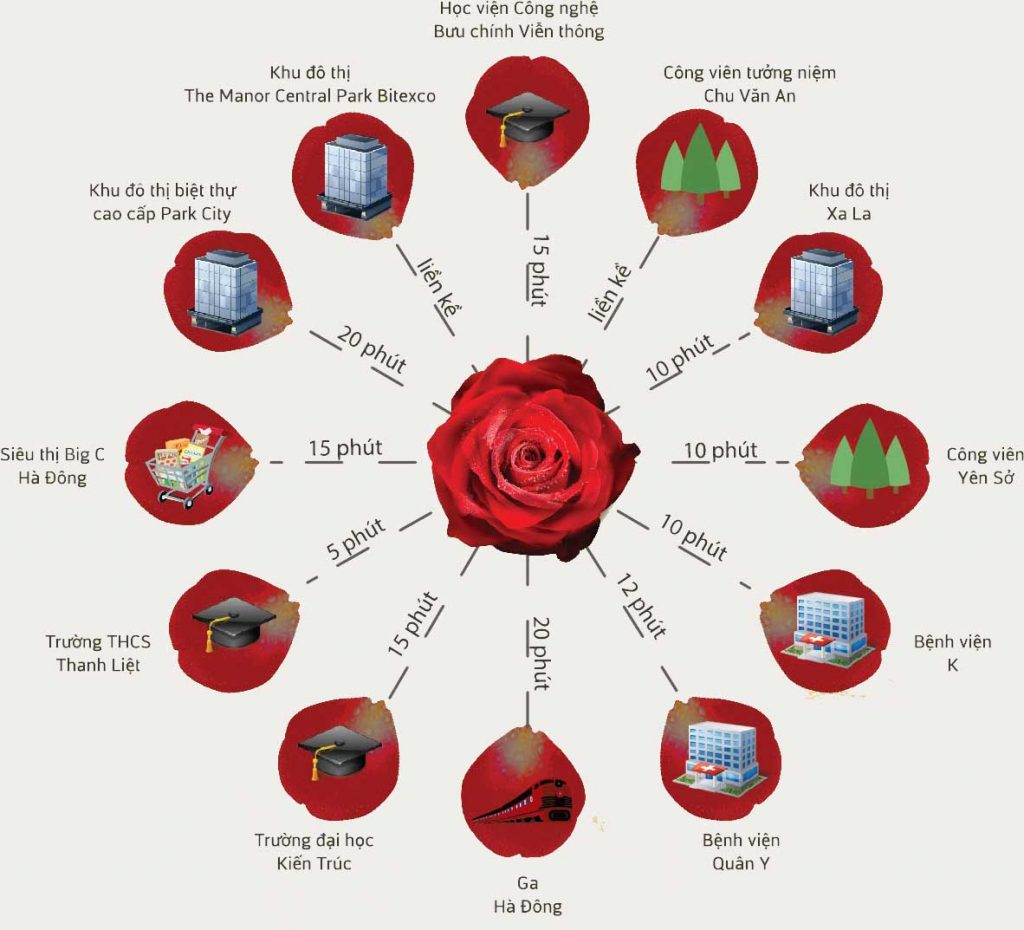 Học viện Công nghệ
Bưu chính Viễn thông
Khu đô thị
The Manor Central Park Bitexco
Công viên tưởng niệm
Chu Văn An
Khu đô thị biệt thự
cao cấp Park City
Khu đô thị
Xa La
15 phút
liền kề
liền kề
20 phút
10 phút
Siêu thị Big C
Hà Đông
15 phút
10 phút
Công viên
Yên Sở
5 phút
10 phút
15 phút
20 phút
12 phút
Trường THCS
Thanh Liệt
Bệnh viện
K
Trường đại học
Kiến Trúc
Bệnh viện
Quân Y
Ga
Hà Đông